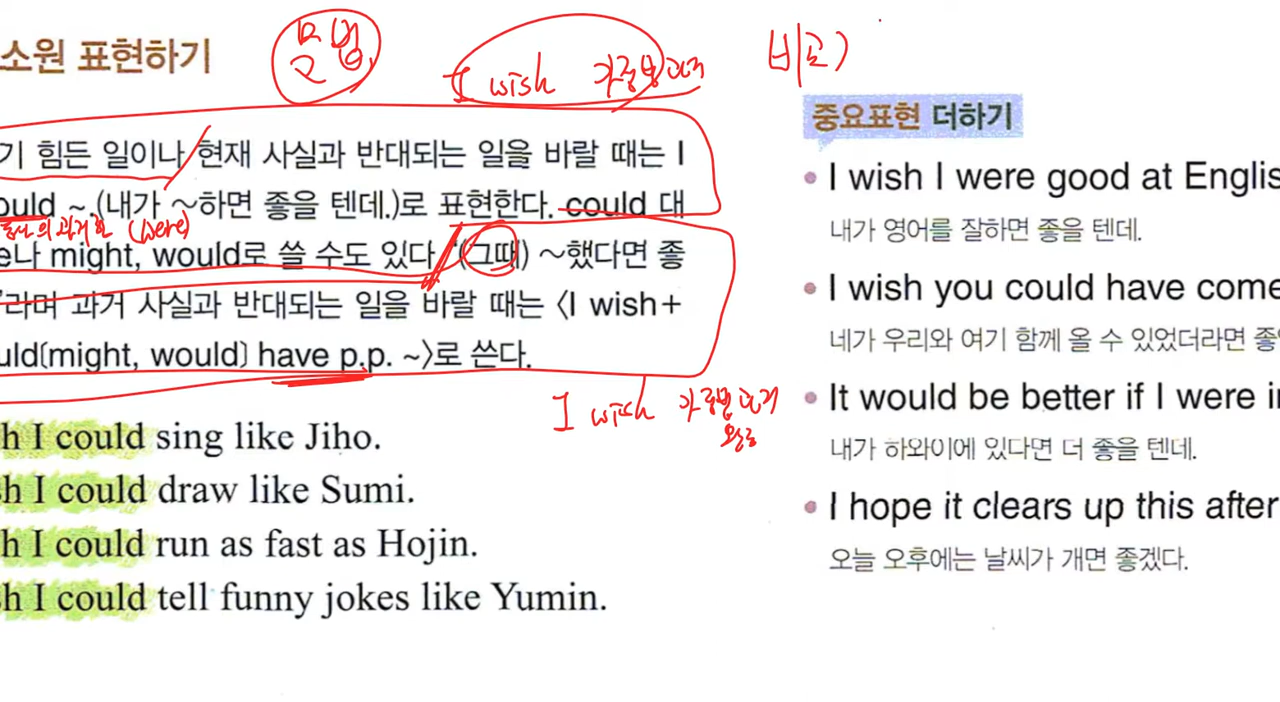 소원 표현하기
모법
I wish 가정법 과거
비교)
기 힘든 일이나 현재 사실과 반대되는 일을 바랄 때는 I
ould ~.(내가 ~하면 좋을 텐데.)로 표현한다. could 대
동사의 과거형 (were)
e나 might, would로 쓸 수도 있다. “(그때) ~했다면 좋
”라며 과거 사실과 반대되는 일을 바랄 때는 〈I wish+
uld(might, would) have p.p. ~〉로 쓴다.
I wish 가정법 과거
완료
h I could sing like Jiho.
sh I could draw like Sumi.
h I could run as fast as Hojin.
sh I could tell funny jokes like Yumin.
중요표현 더하기
I wish I were good at Englis
내가 영어를 잘하면 좋을 텐데.
I wish you could have come
네가 우리와 여기 함께 올 수 있었더라면 좋았
It would be better if I were i
내가 하와이에 있다면 더 좋을 텐데.
I hope it clears up this after
오늘 오후에는 날씨가 개면 좋겠다.